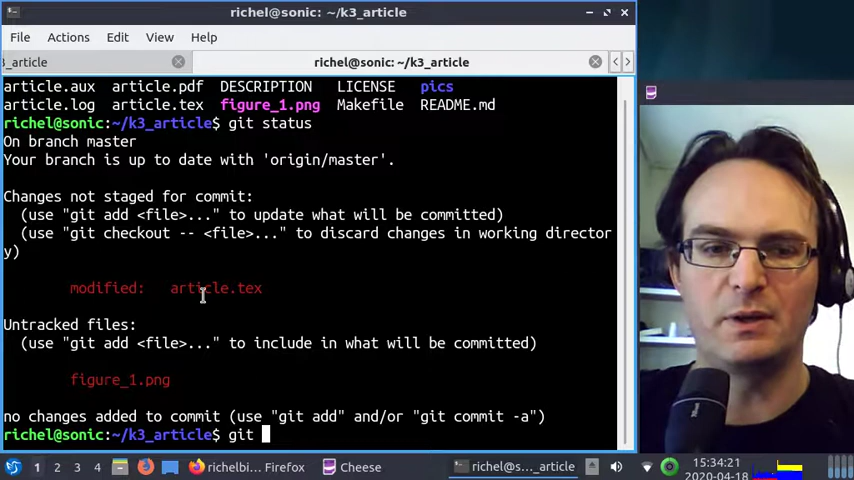 richel@sonic: ~/k3_article
File Actions Edit View Help
3_article
richel@sonic: ~/k3_article
article.aux article.pdf DESCRIPTION LICENSE pics
article.log article.tex figure_1.png Makefile README.md
richel@sonic:~/k3_article$ git status
On branch master
Your branch is up to date with 'origin/master'.
Changes not staged for commit:
(use "git add <file>..." to update what will be committed)
(use "git checkout -- <file>..." to discard changes in working director
y)
modified: article.tex
Untracked files:
(use "git add <file>..." to include in what will be committed)
figure_1.png
no changes added to commit (use "git add" and/or "git commit -a")
richel@sonic:~/k3_article$ git
1 2 3 4 richelbi··· Firefox Cheese richel@s..._article 15:34:21
2020-04-18